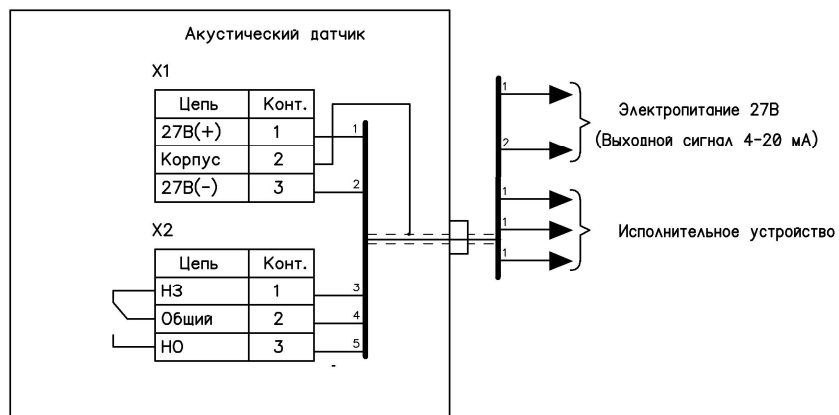 Акустический датчик
X1
Цепь Конт.
27В(+) 1
Корпус 2
27В(-) 3
1
2
X2
Цепь Конт.
НЗ 1
Общий 2
НО 3
3
4
5
1
2
1
1
1
Электропитание 27В
(Выходной сигнал 4-20 мА)
Исполнительное устройство